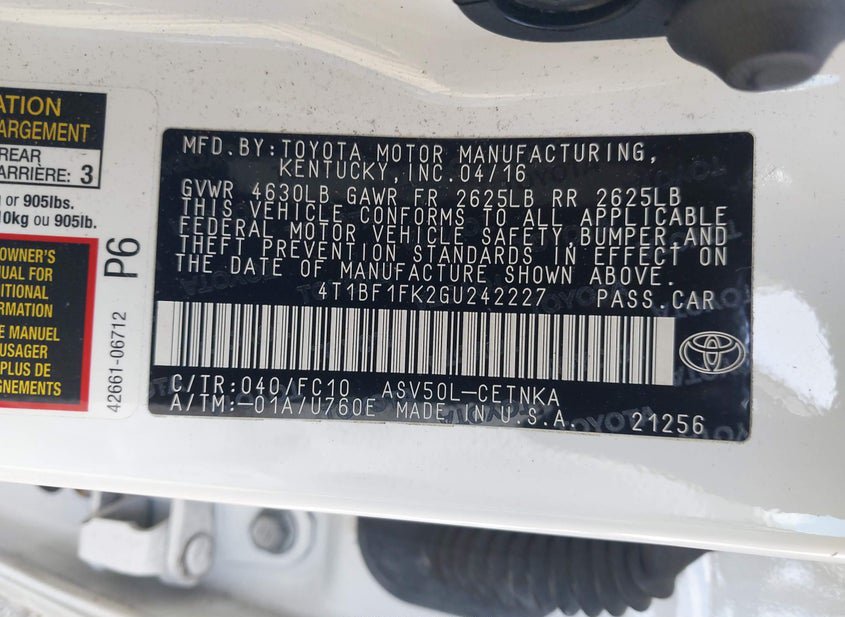 ATION
ARGEMENT
REAR
ARRIÈRE: 3
or 905lbs.
10kg ou 905lb.
OWNER'S
NUAL FOR
DITIONAL
RMATION
E MANUEL
USAGER
PLUS DE
GNEMENTS
P6
42661-06712
MFD.BY:TOYOTA MOTOR MANUFACTURING,
KENTUCKY, INC.04/16
GVWR 4630LB GAWR FR 2625LB RR 2625LB
THIS VEHICLE CONFORMS TO ALL APPLICABLE
FEDERAL MOTOR VEHICLE SAFETY,BUMPER,AND
THEFT PREVENTION STANDARDS IN EFFECT ON
THE DATE OF MANUFACTURE SHOWN ABOVE.
4T1BF1FK2GU242227 PASS.CAR
C/TR:040/FC10 ASV50L-CETNKA
A/TM:-01A/U760E MADE IN U.S.A. 21256